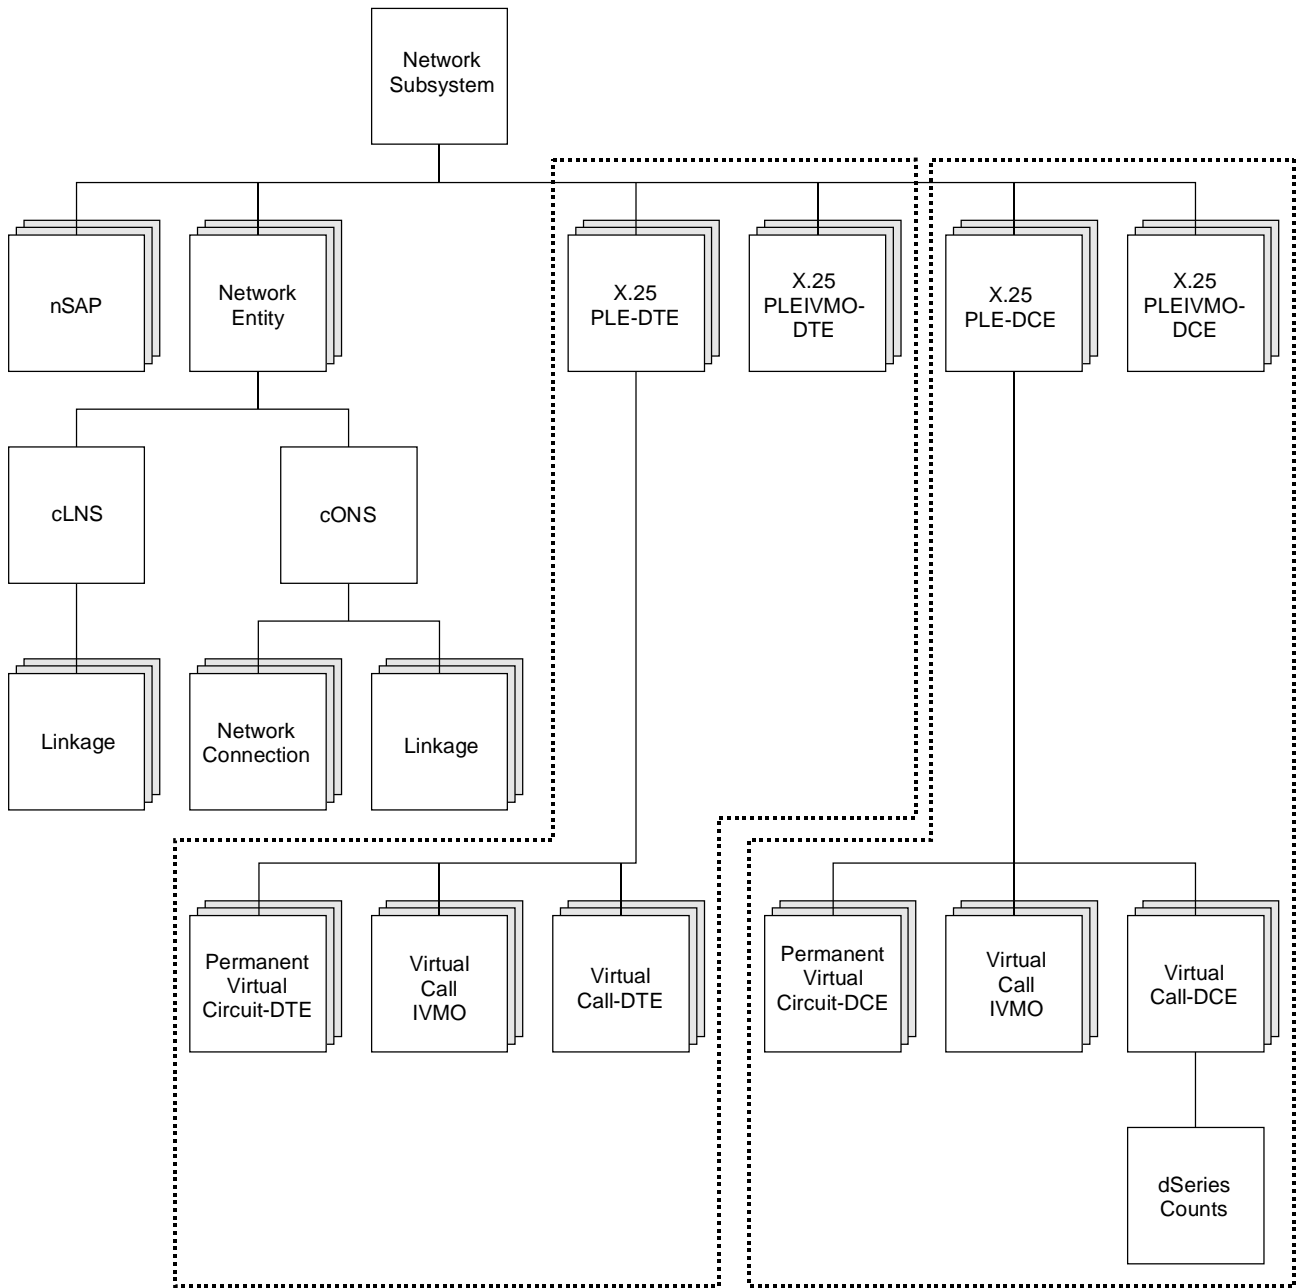 Network
Subsystem
nSAP
Network
Entity
X.25
PLE-DTE
X.25
PLEIVMO-
DTE
X.25
PLE-DCE
X.25
PLEIVMO-
DCE
cLNS
cONS
Linkage
Network
Connection
Linkage
Permanent
Virtual
Circuit-DTE
Virtual
Call
IVMO
Virtual
Call-DTE
Permanent
Virtual
Circuit-DCE
Virtual
Call
IVMO
Virtual
Call-DCE
dSeries
Counts